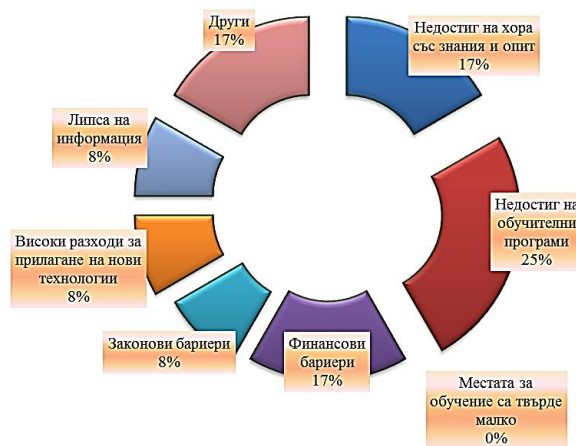 Недостиг на хора
със знания и опит
17%
Недостиг на
обучителни
програми
25%
Местата за
обучение са твърде
малко
0%
Финансови
бариери
17%
Законови бариери
8%
Високи разходи за
прилагане на нови
технологии
8%
Липса на
информация
8%
Други
17%